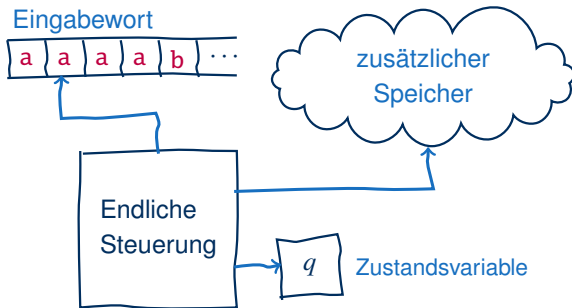 Eingabewort
a a a a b ...
zusätzlicher
Speicher
Endliche
Steuerung
q
Zustandsvariable